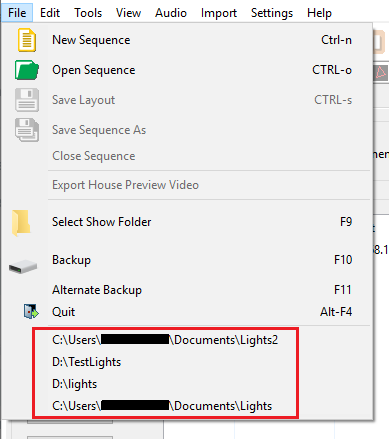 File Edit Tools View Audio Import Settings Help
New Sequence Ctrl-n
Open Sequence CTRL-o
Save Layout CTRL-s
Save Sequence As
Close Sequence
Export House Preview Video
Select Show Folder F9
Backup F10
Alternate Backup F11
Quit Alt-F4
C:\Users\ \Documents\Lights2
D:\TestLights
D:\lights
C:\Users\ \Documents\Lights